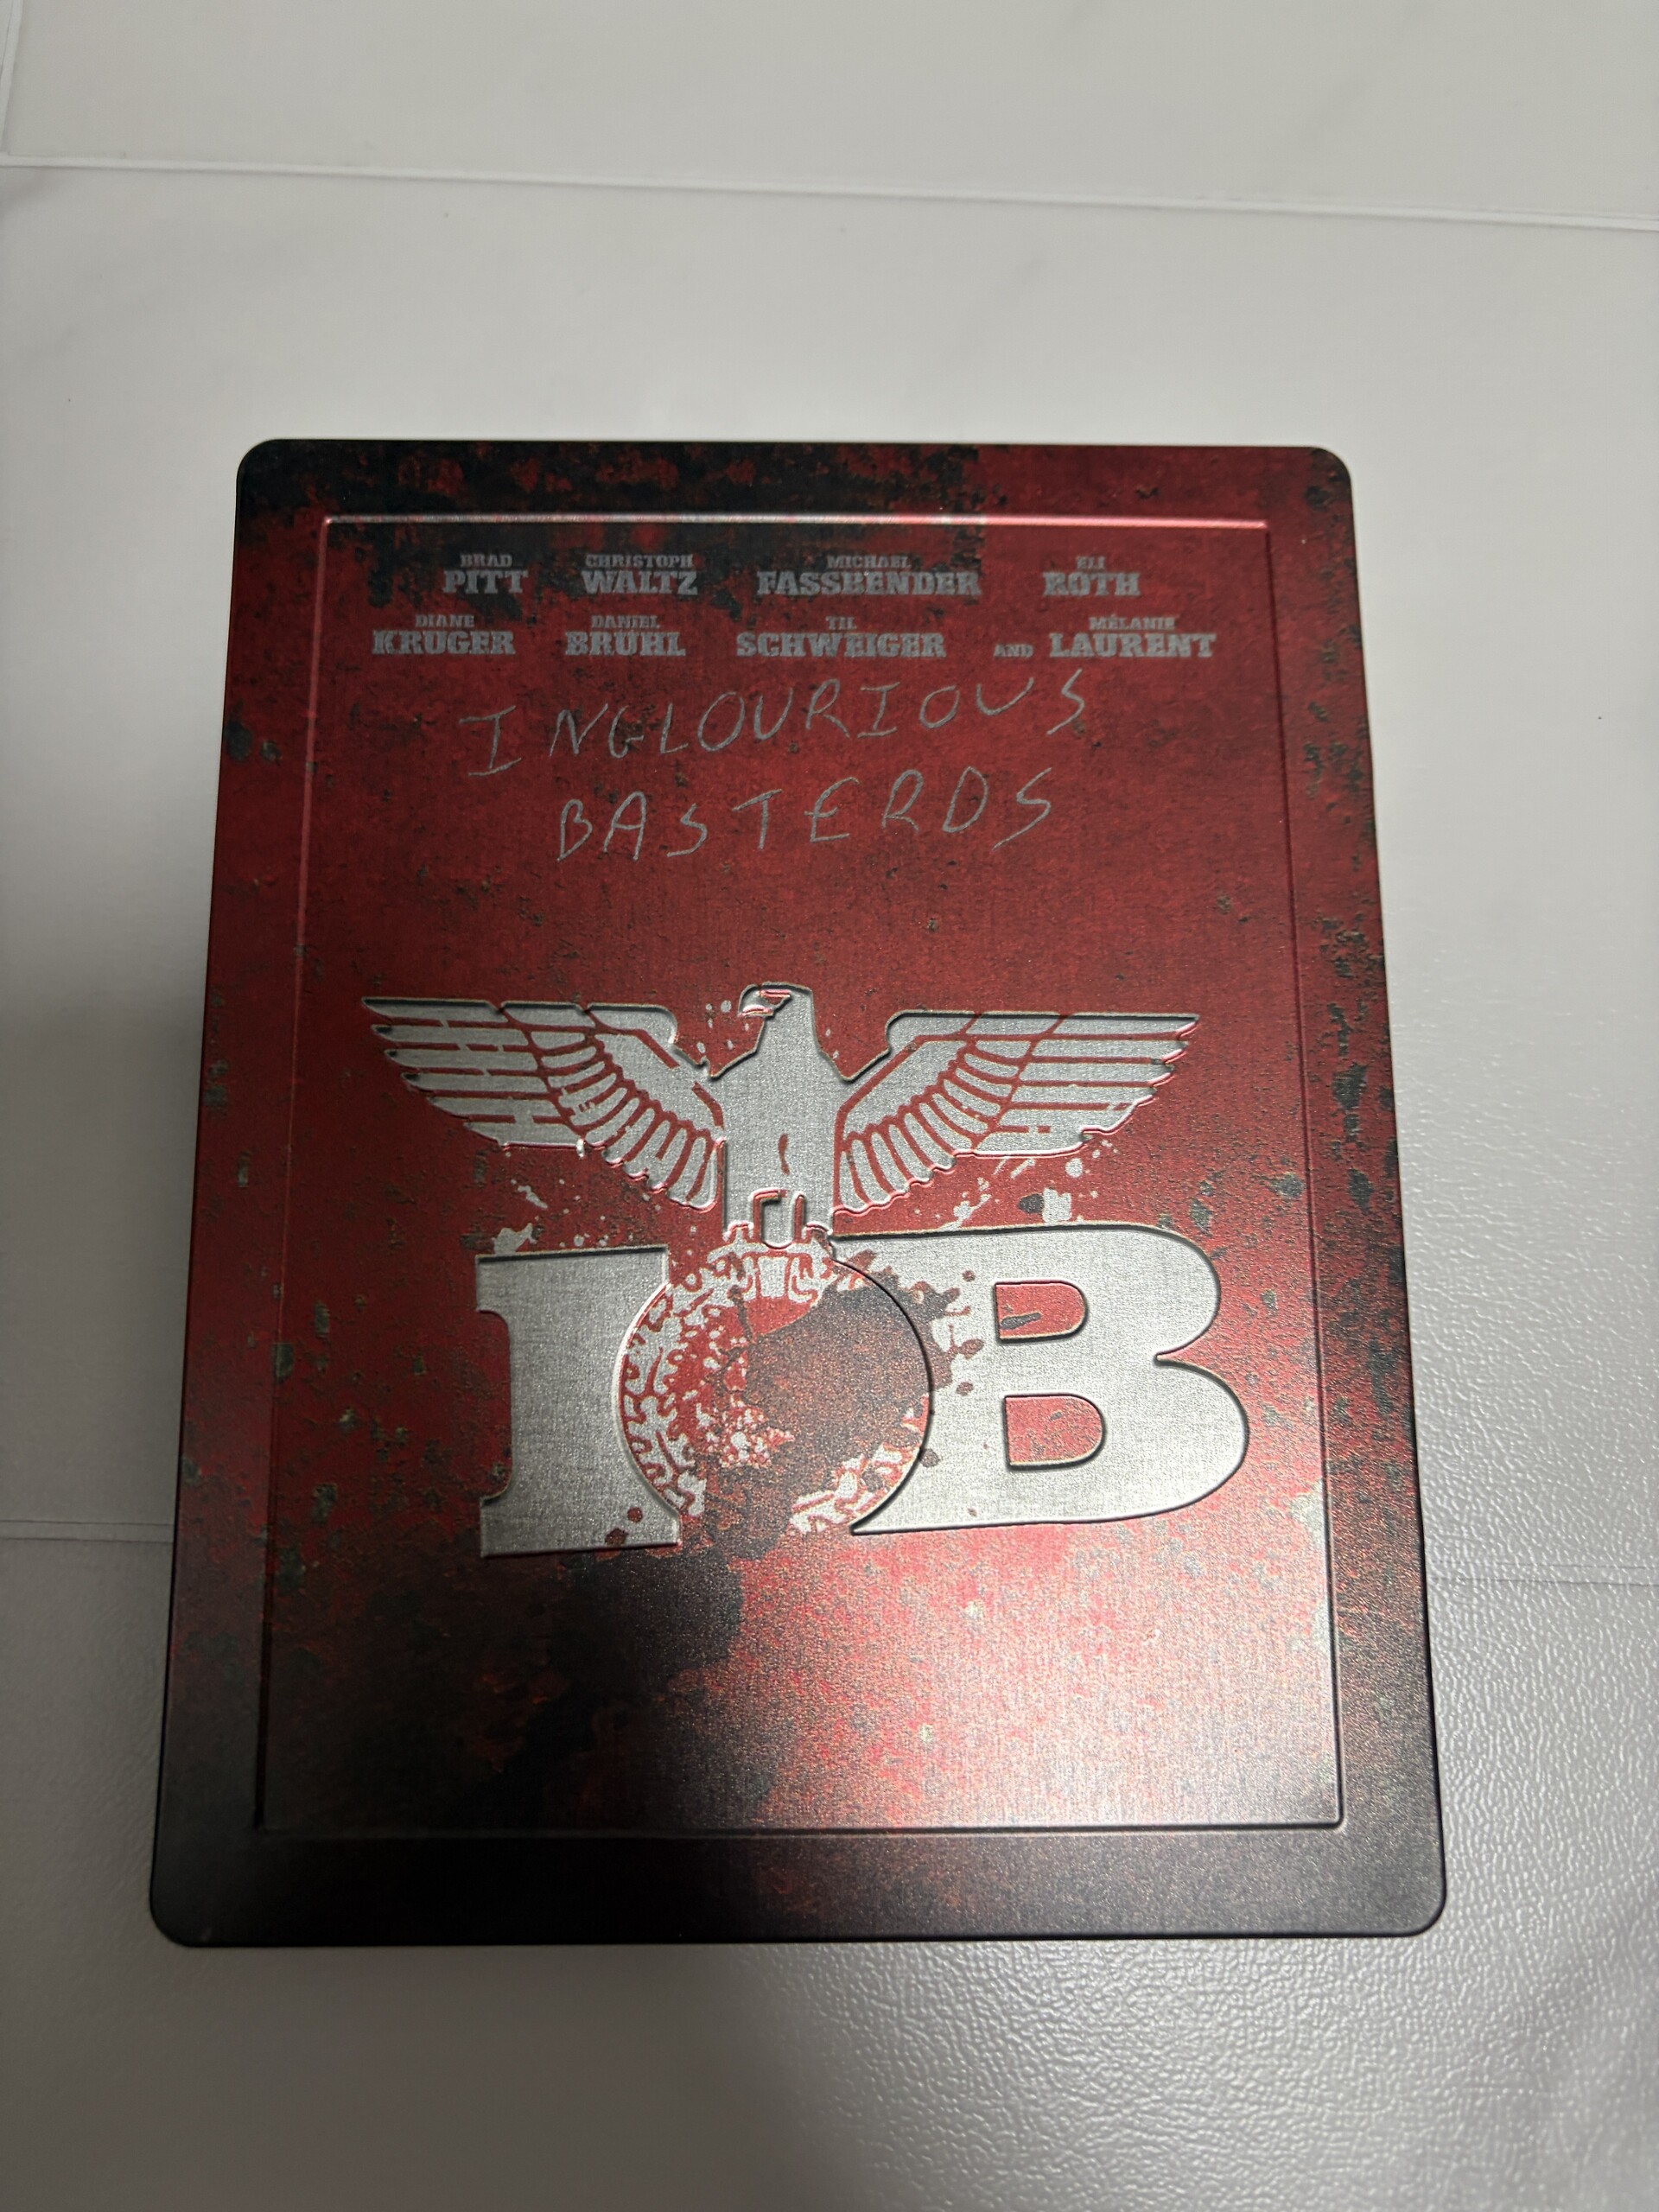 BRAD CHRISTOPH MICHAEL ELI
PITT WALTZ FASSBENDER ROTH
DIANE DANIEL TIL MÉLANIE
KRUGER BRÜHL SCHWEIGER AND LAURENT
INGLOURIOUS
BASTERDS
IB